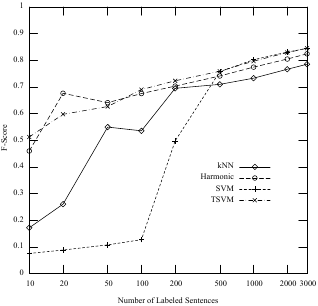 1
0.9
0.8
0.7
0.6
0.5
0.4
0.3
0.2
0.1
0
F-Score
kNN
Harmonic
SVM
TSVM
10 20 50 100 200 500 1000 2000 3000
Number of Labeled Sentences